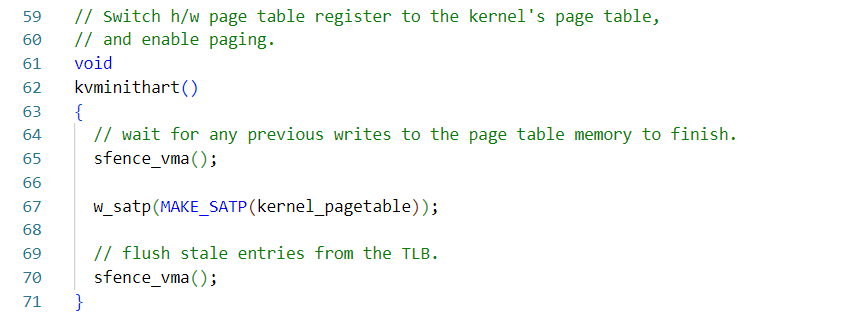 59 // Switch h/w page table register to the kernel's page table,
60 // and enable paging.
61 void
62 kvminithart()
63 {
64   // wait for any previous writes to the page table memory to finish.
65   sfence_vma();
66
67   w_satp(MAKE_SATP(kernel_pagetable));
68
69   // flush stale entries from the TLB.
70   sfence_vma();
71 }